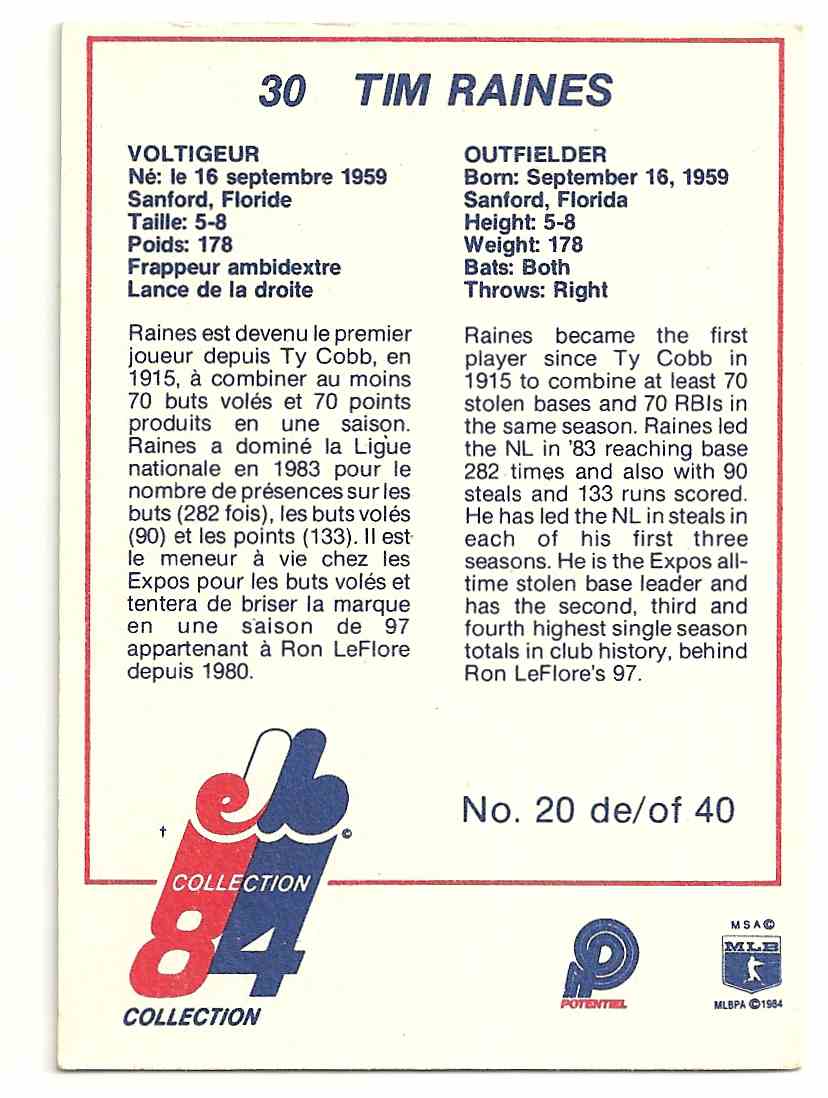 30 TIM RAINES
VOLTIGEUR
Né: le 16 septembre 1959
Sanford, Floride
Taille: 5-8
Poids: 178
Frappeur ambidextre
Lance de la droite
Raines est devenu le premier
joueur depuis Ty Cobb, en
1915, à combiner au moins
70 buts volés et 70 points
produits en une saison.
Raines a dominé la Ligue
nationale en 1983 pour le
nombre de présences sur les
buts (282 fois), les buts volés
(90) et les points (133). Il est
le meneur à vie chez les
Expos pour les buts volés et
tentera de briser la marque
en une saison de 97
appartenant à Ron LeFlore
depuis 1980.
OUTFIELDER
Born: September 16, 1959
Sanford, Florida
Height: 5-8
Weight: 178
Bats: Both
Throws: Right
Raines became the first
player since Ty Cobb in
1915 to combine at least 70
stolen bases and 70 RBIs in
the same season. Raines led
the NL in '83 reaching base
282 times and also with 90
steals and 133 runs scored.
He has led the NL in steals in
each of his first three
seasons. He is the Expos all-
time stolen base leader and
has the second, third and
fourth highest single season
totals in club history, behind
Ron LeFlore's 97.
No. 20 de/of 40
† ©
COLLECTION
84
COLLECTION
POTENTIEL
MSA©
MLB
MLBPA ©1984